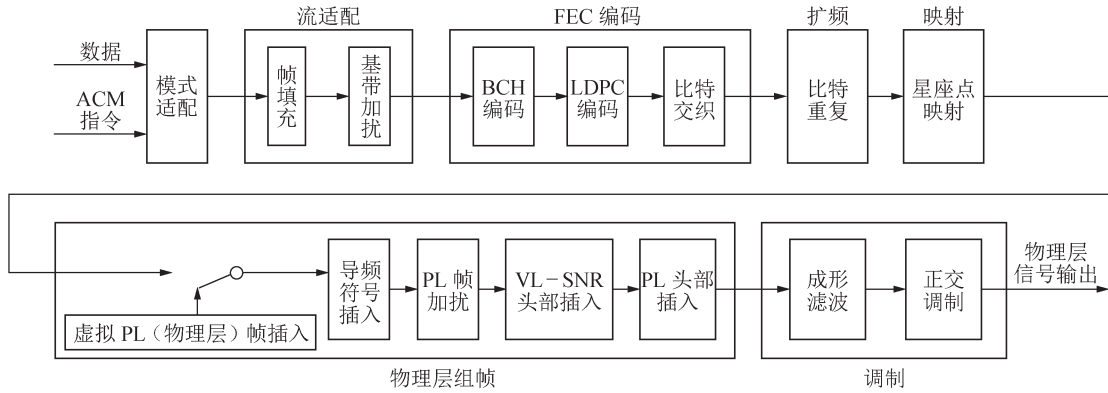 流适配
FEC 编码
扩频
映射
数据
ACM
指令
模式
适配
帧
填
充
基
带
加
扰
BCH
编码
LDPC
编码
比特
交织
比特
重复
星座点
映射
虚拟 PL（物理层）帧插入
导频
符号
插入
PL 帧
加扰
VL－SNR
头部插入
PL 头部
插入
成形
滤波
正交
调制
物理层
信号输出
物理层组帧
调制